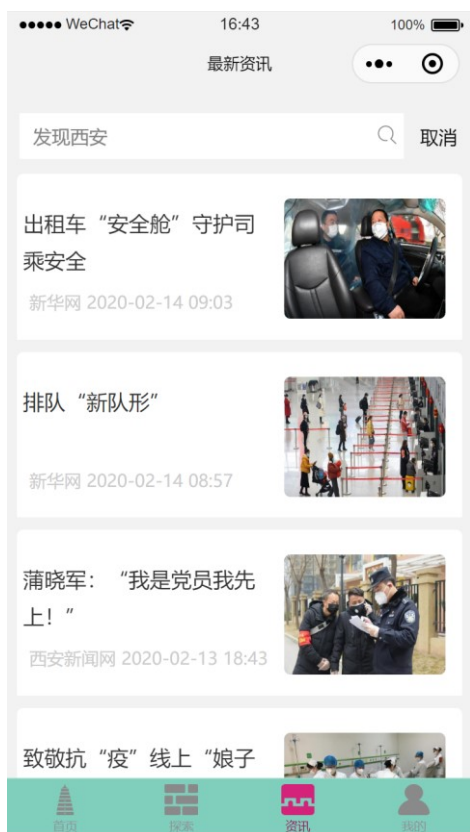 WeChat 16:43 100%
最新资讯
发现西安 取消
出租车“安全舱”守护司
乘安全
新华网 2020-02-14 09:03
排队“新队形”
新华网 2020-02-14 08:57
蒲晓军：“我是党员我先
上！”
西安新闻网 2020-02-13 18:43
致敬抗“疫”线上“娘子
首页 探索 资讯 我的